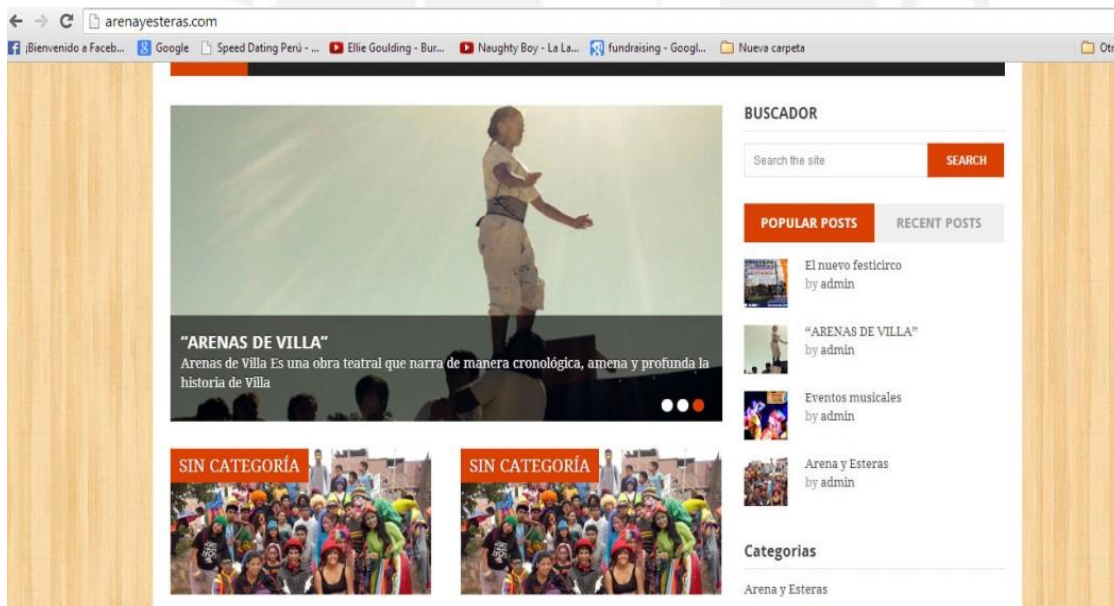 arenayesteras.com
¡Bienvenido a Faceb...
Google
Speed Dating Perú - ...
Ellie Goulding - Bur...
Naughty Boy - La La...
fundraising - Googl...
Nueva carpeta
Otr
"ARENAS DE VILLA"
Arenas de Villa Es una obra teatral que narra de manera cronológica, amena y profunda la
historia de Villa
SIN CATEGORÍA
SIN CATEGORÍA
BUSCADOR
Search the site
SEARCH
POPULAR POSTS
RECENT POSTS
El nuevo festicirco
by admin
“ARENAS DE VILLA”
by admin
Eventos musicales
by admin
Arena y Esteras
by admin
Categorias
Arena y Esteras